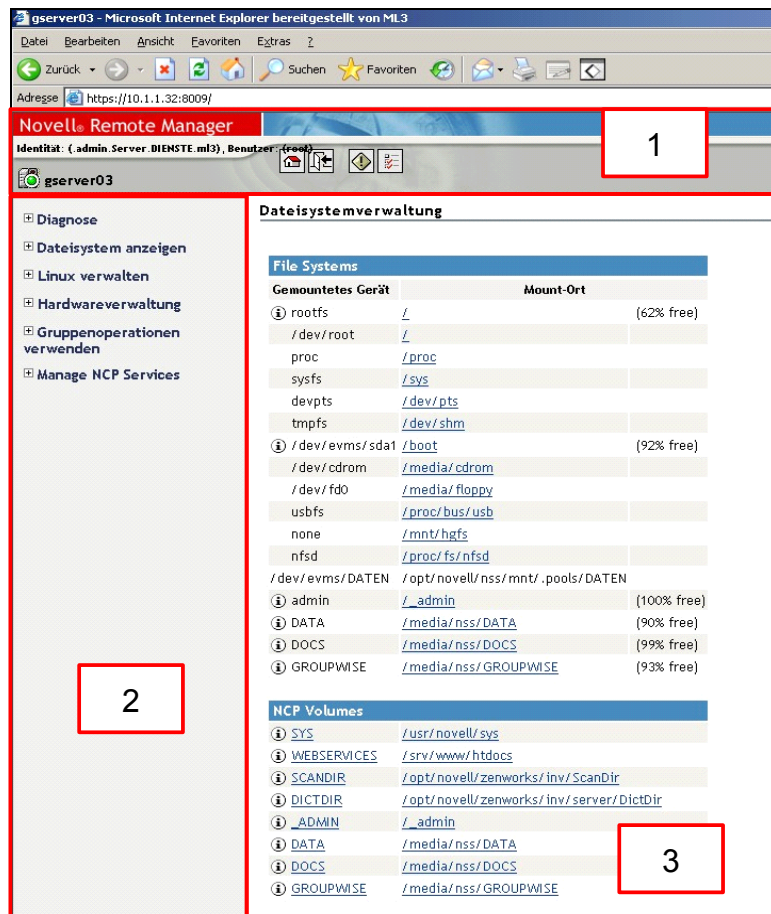 gserver03 - Microsoft Internet Explorer bereitgestellt von ML3
Datei Bearbeiten Ansicht Favoriten Extras ?
Zurück Suchen Favoriten
Adresse https://10.1.1.32:8009/
Novell® Remote Manager
Identität: (.admin.Server.DIENSTE.ml3), Benutzer: (root)
gserver03
1
Diagnose
Dateisystem anzeigen
Linux verwalten
Hardwareverwaltung
Gruppenoperationen
verwenden
Manage NCP Services
2
Dateisystemverwaltung
File Systems
Gemountetes Gerät Mount-Ort
rootfs / (62% free)
/dev/root /
proc /proc
sysfs /sys
devpts /dev/pts
tmpfs /dev/shm
/dev/evms/sda1 /boot (92% free)
/dev/cdrom /media/cdrom
/dev/fd0 /media/floppy
usbfs /proc/bus/usb
none /mnt/hgfs
nfsd /proc/fs/nfsd
/dev/evms/DATEN /opt/novell/nss/mnt/.pools/DATEN
admin /_admin (100% free)
DATA /media/nss/DATA (90% free)
DOCS /media/nss/DOCS (99% free)
GROUPWISE /media/nss/GROUPWISE (93% free)
NCP Volumes
SYS /usr/novell/sys
WEBSERVICES /srv/www/htdocs
SCANDIR /opt/novell/zenworks/inv/ScanDir
DICTDIR /opt/novell/zenworks/inv/server/DictDir
_ADMIN /_admin
DATA /media/nss/DATA
DOCS /media/nss/DOCS
GROUPWISE /media/nss/GROUPWISE
3